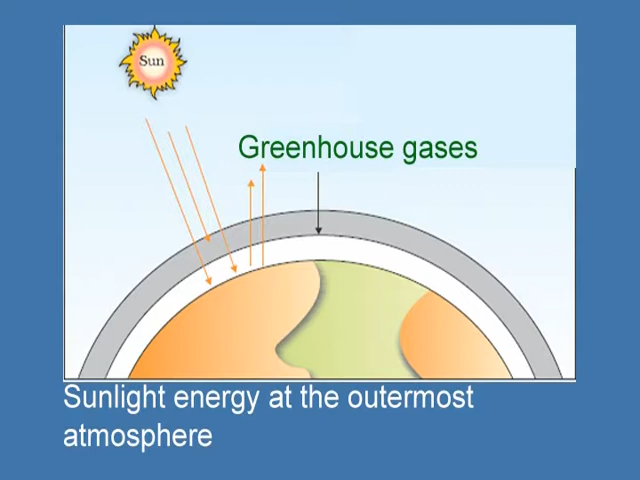 Sun
Greenhouse gases
Sunlight energy at the outermost
atmosphere